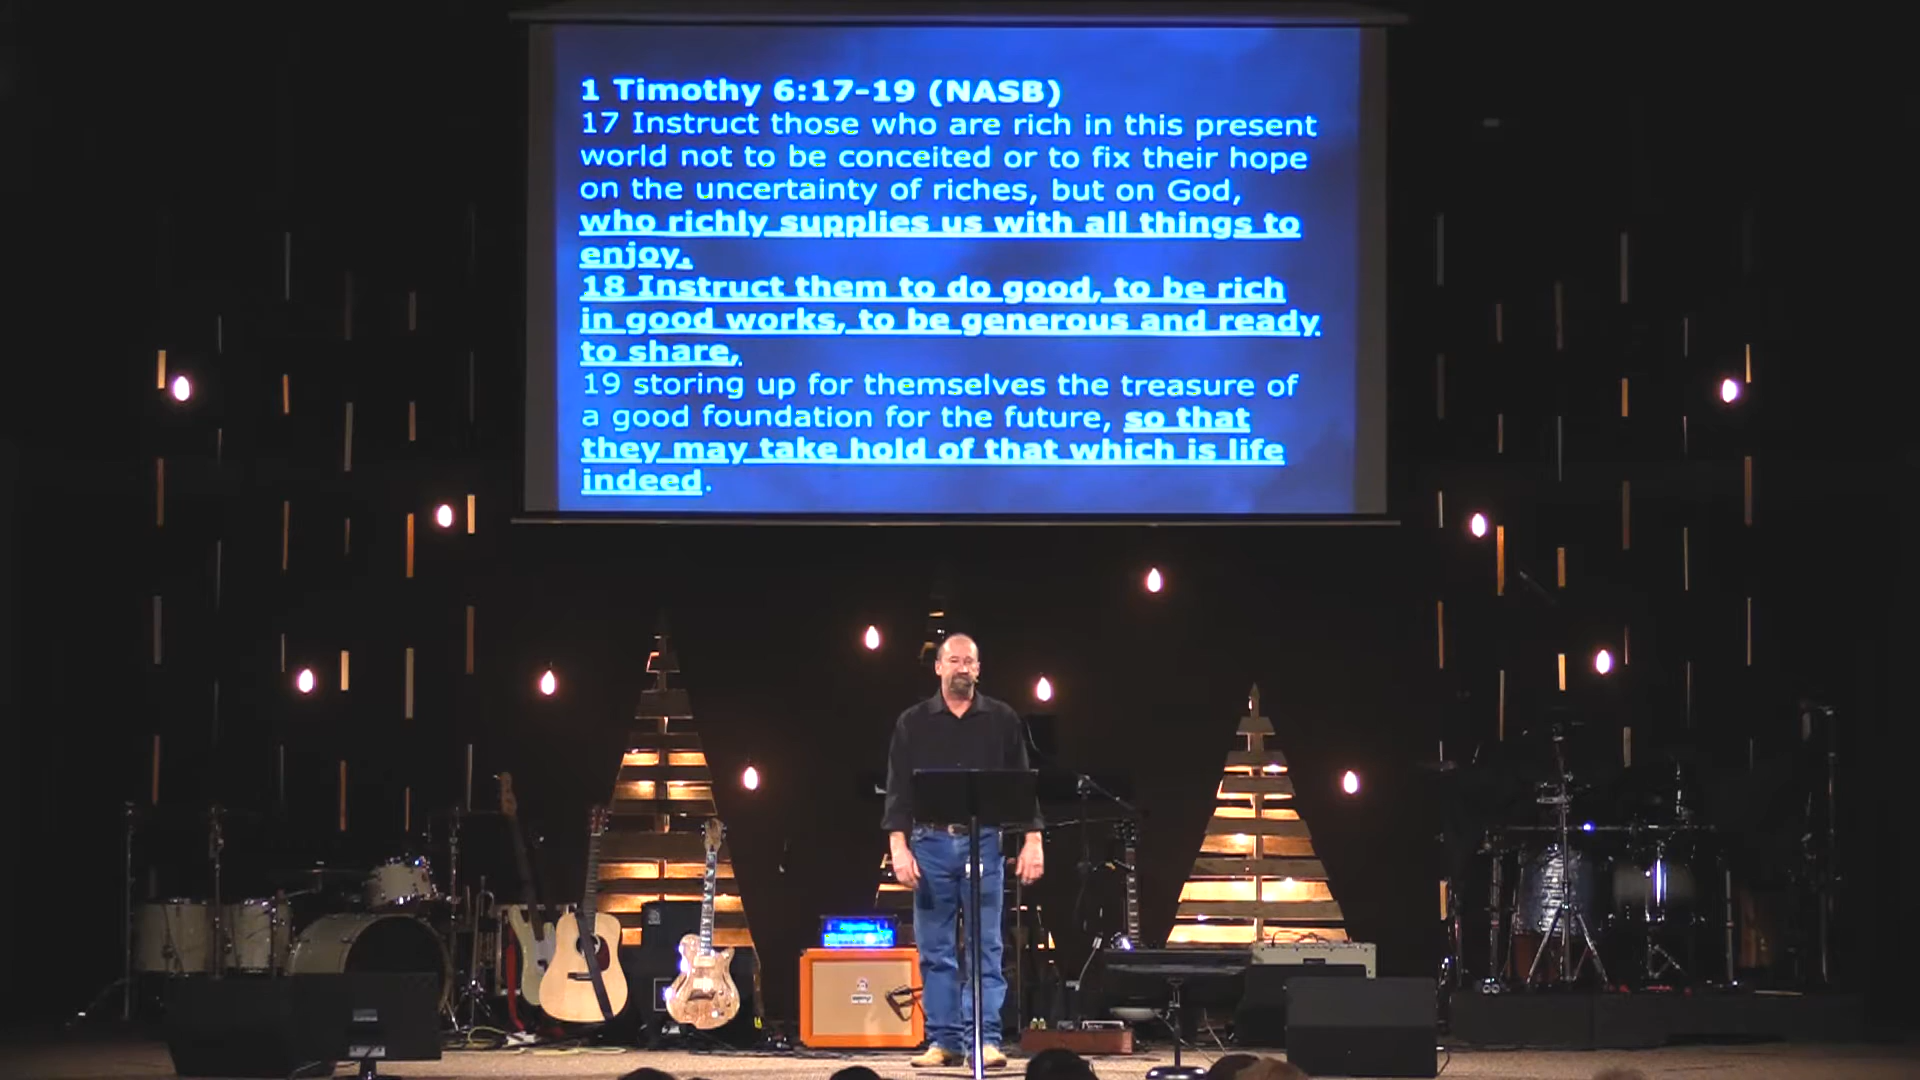 1 Timothy 6:17-19 (NASB)
17 Instruct those who are rich in this present
world not to be conceited or to fix their hope
on the uncertainty of riches, but on God,
who richly supplies us with all things to
enjoy.
18 Instruct them to do good, to be rich
in good works, to be generous and ready
to share,
19 storing up for themselves the treasure of
a good foundation for the future, so that
they may take hold of that which is life
indeed.